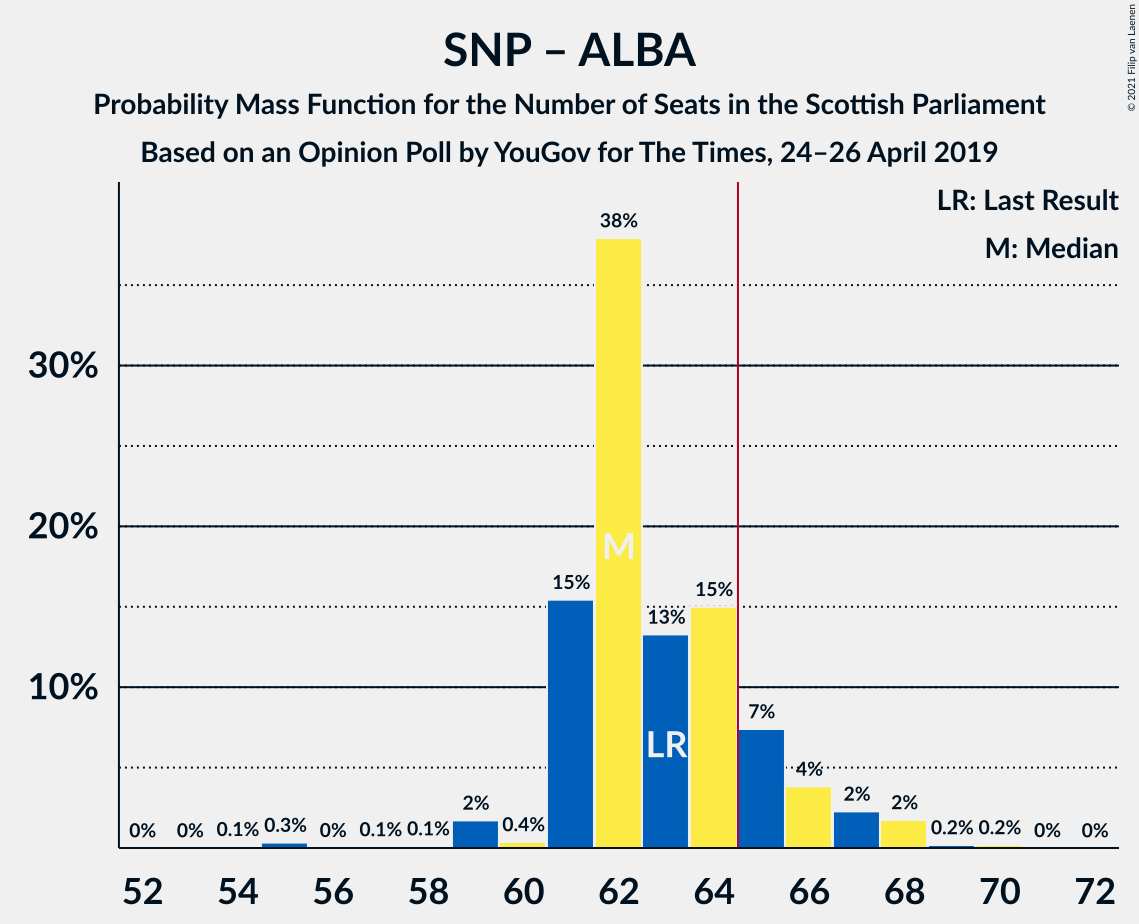 SNP – ALBA
Probability Mass Function for the Number of Seats in the Scottish Parliament
Based on an Opinion Poll by YouGov for The Times, 24–26 April 2019
© 2021 Filip van Laenen
LR: Last Result
M: Median
30%
20%
10%
0% 0% 0.1% 0.3% 0% 0.1% 0.1% 2% 0.4% 15% 38% 13% 15% 7% 4% 2% 2% 0.2% 0.2% 0% 0%
M
LR
52 54 56 58 60 62 64 66 68 70 72